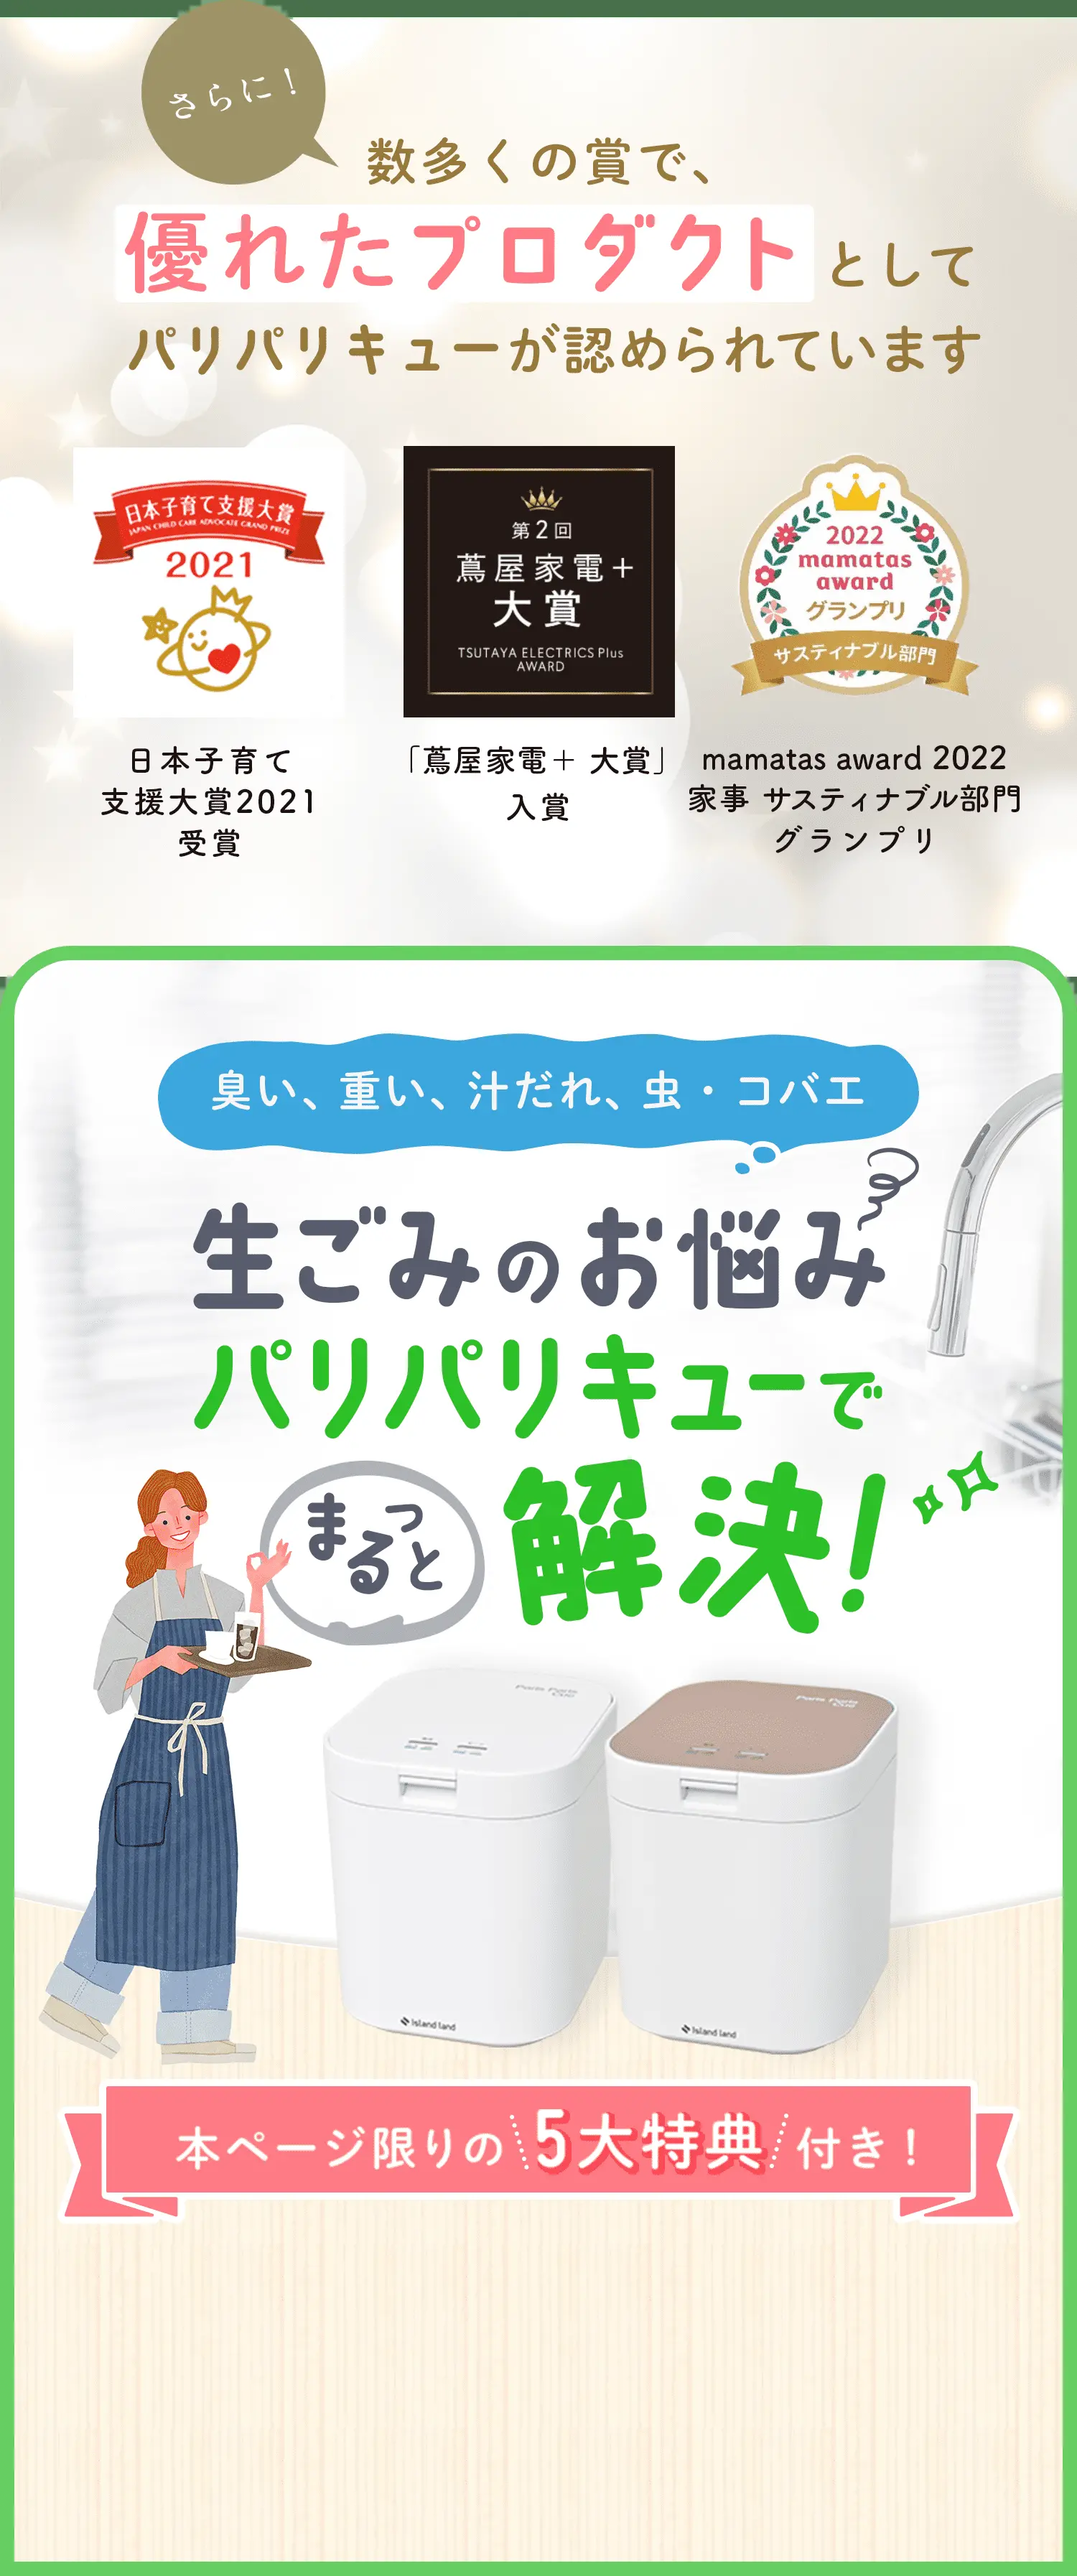 さらに！
数多くの賞で、
優れたプロダクトとして
パリパリキューが認められています
日本子育て支援大賞
JAPAN CHILD CARE ADVOCATE GRAND PRIZE
2021
第2回
蔦屋家電＋
大賞
TSUTAYA ELECTRICS Plus
AWARD
2022
mamatas
award
グランプリ
サスティナブル部門
日本子育て
支援大賞2021
受賞
「蔦屋家電＋ 大賞」
入賞
mamatas award 2022
家事 サスティナブル部門
グランプリ
臭い、重い、汁だれ、虫・コバエ
生ごみのお悩み
パリパリキューで
まるっと解決！
Paris Paris
Cue
Paris Paris
Cue
island land
island land
本ページ限りの5大特典付き！